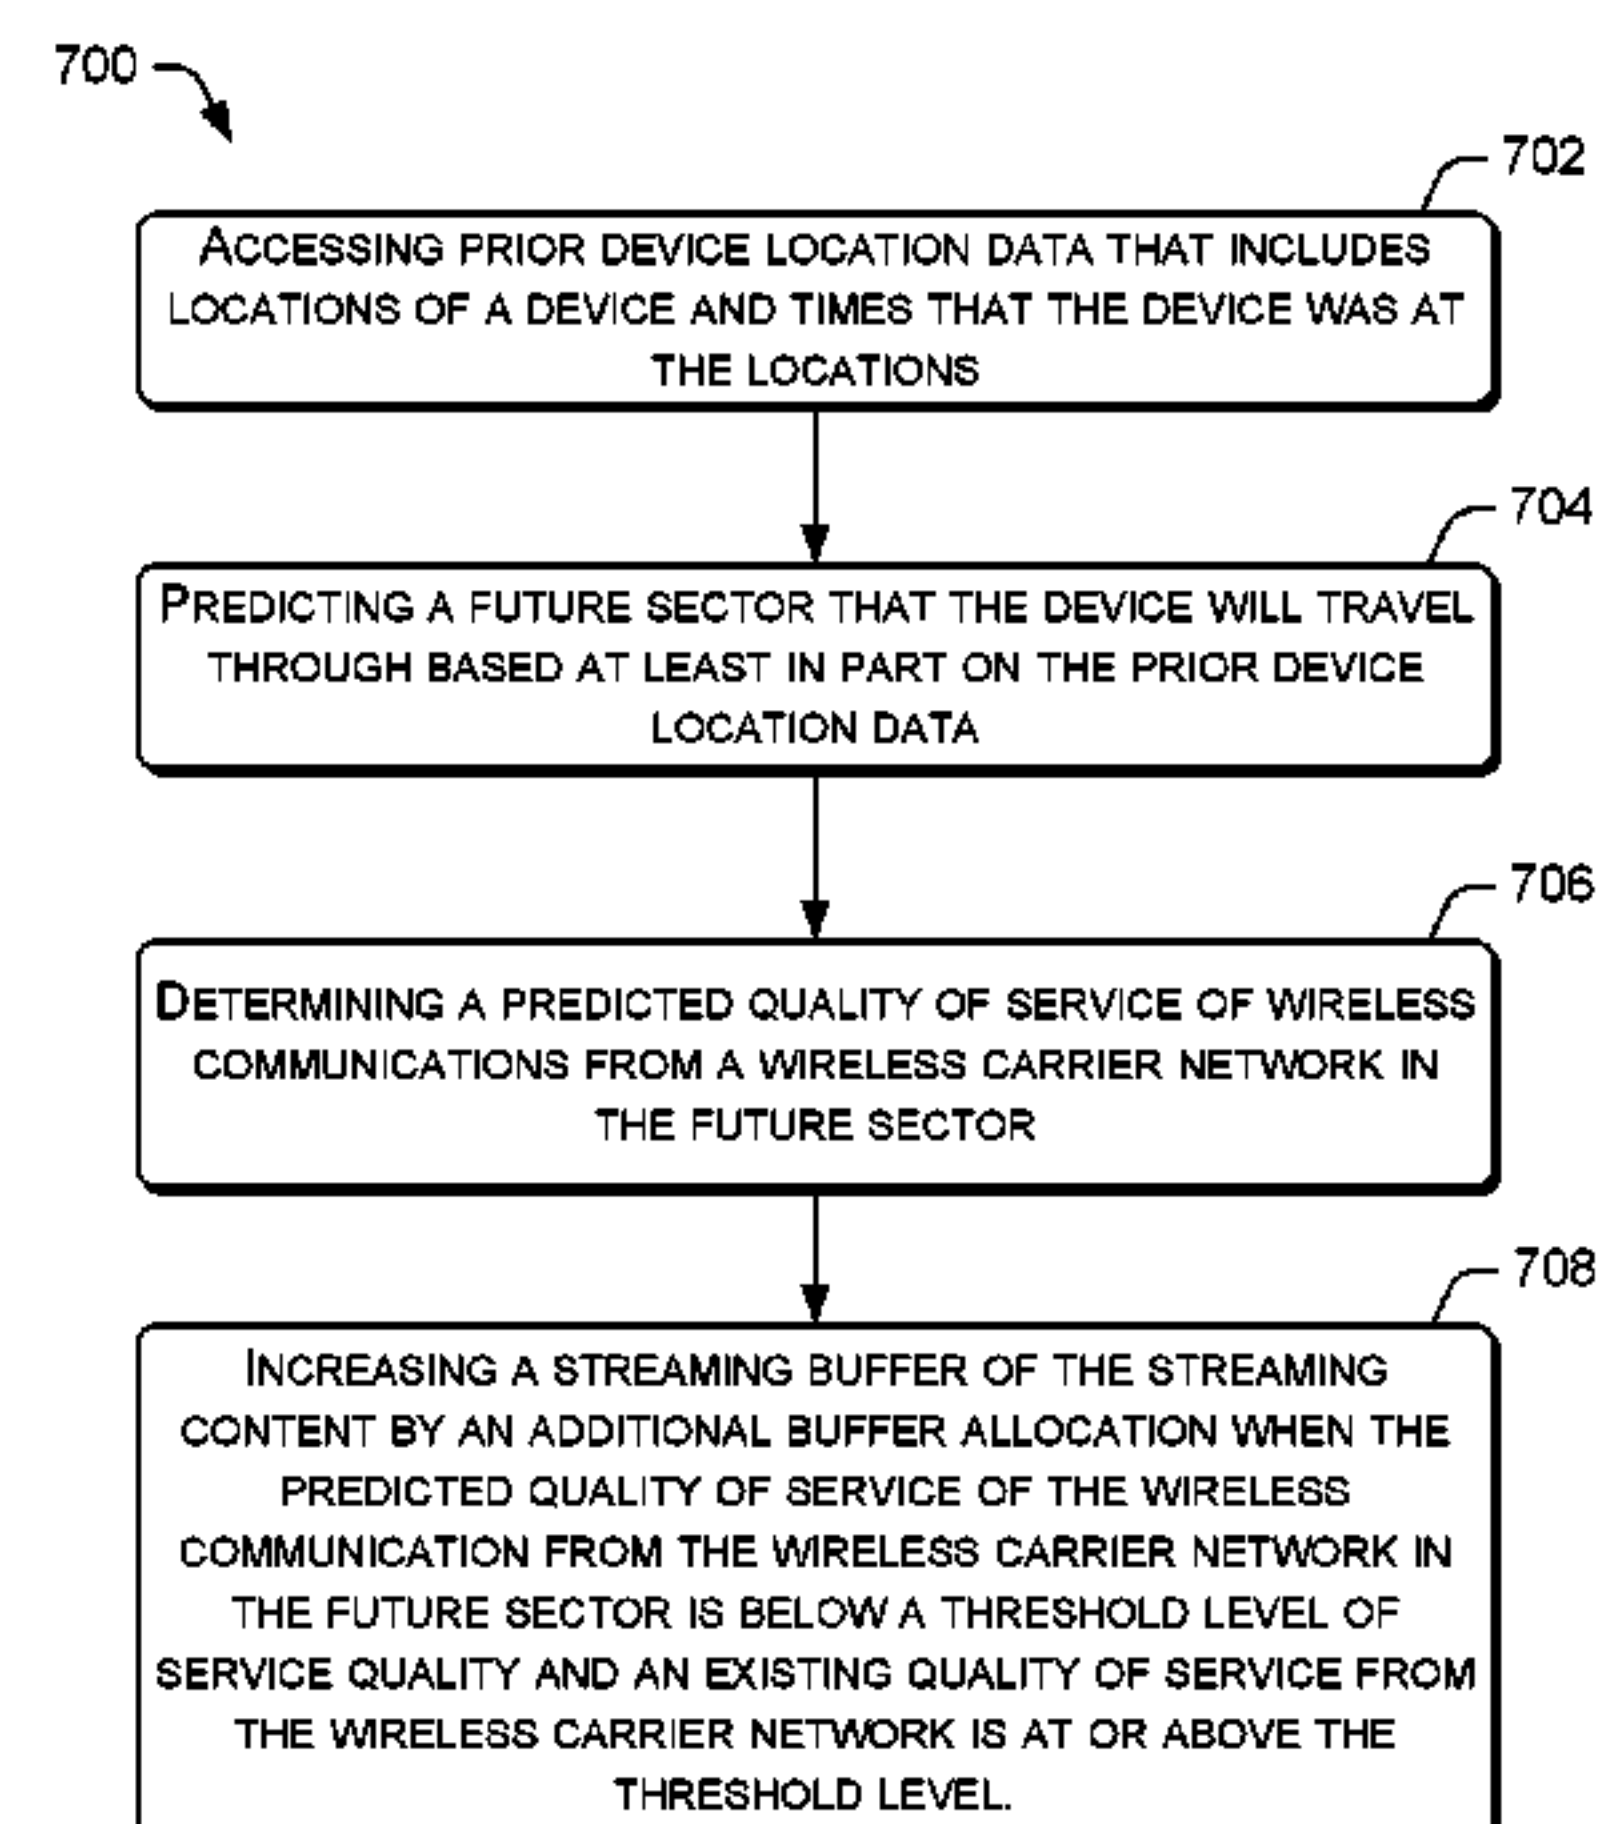 700
702
ACCESSING PRIOR DEVICE LOCATION DATA THAT INCLUDES
LOCATIONS OF A DEVICE AND TIMES THAT THE DEVICE WAS AT
THE LOCATIONS
704
PREDICTING A FUTURE SECTOR THAT THE DEVICE WILL TRAVEL
THROUGH BASED AT LEAST IN PART ON THE PRIOR DEVICE
LOCATION DATA
706
DETERMINING A PREDICTED QUALITY OF SERVICE OF WIRELESS
COMMUNICATIONS FROM A WIRELESS CARRIER NETWORK IN
THE FUTURE SECTOR
708
INCREASING A STREAMING BUFFER OF THE STREAMING
CONTENT BY AN ADDITIONAL BUFFER ALLOCATION WHEN THE
PREDICTED QUALITY OF SERVICE OF THE WIRELESS
COMMUNICATION FROM THE WIRELESS CARRIER NETWORK IN
THE FUTURE SECTOR IS BELOW A THRESHOLD LEVEL OF
SERVICE QUALITY AND AN EXISTING QUALITY OF SERVICE FROM
THE WIRELESS CARRIER NETWORK IS AT OR ABOVE THE
THRESHOLD LEVEL.